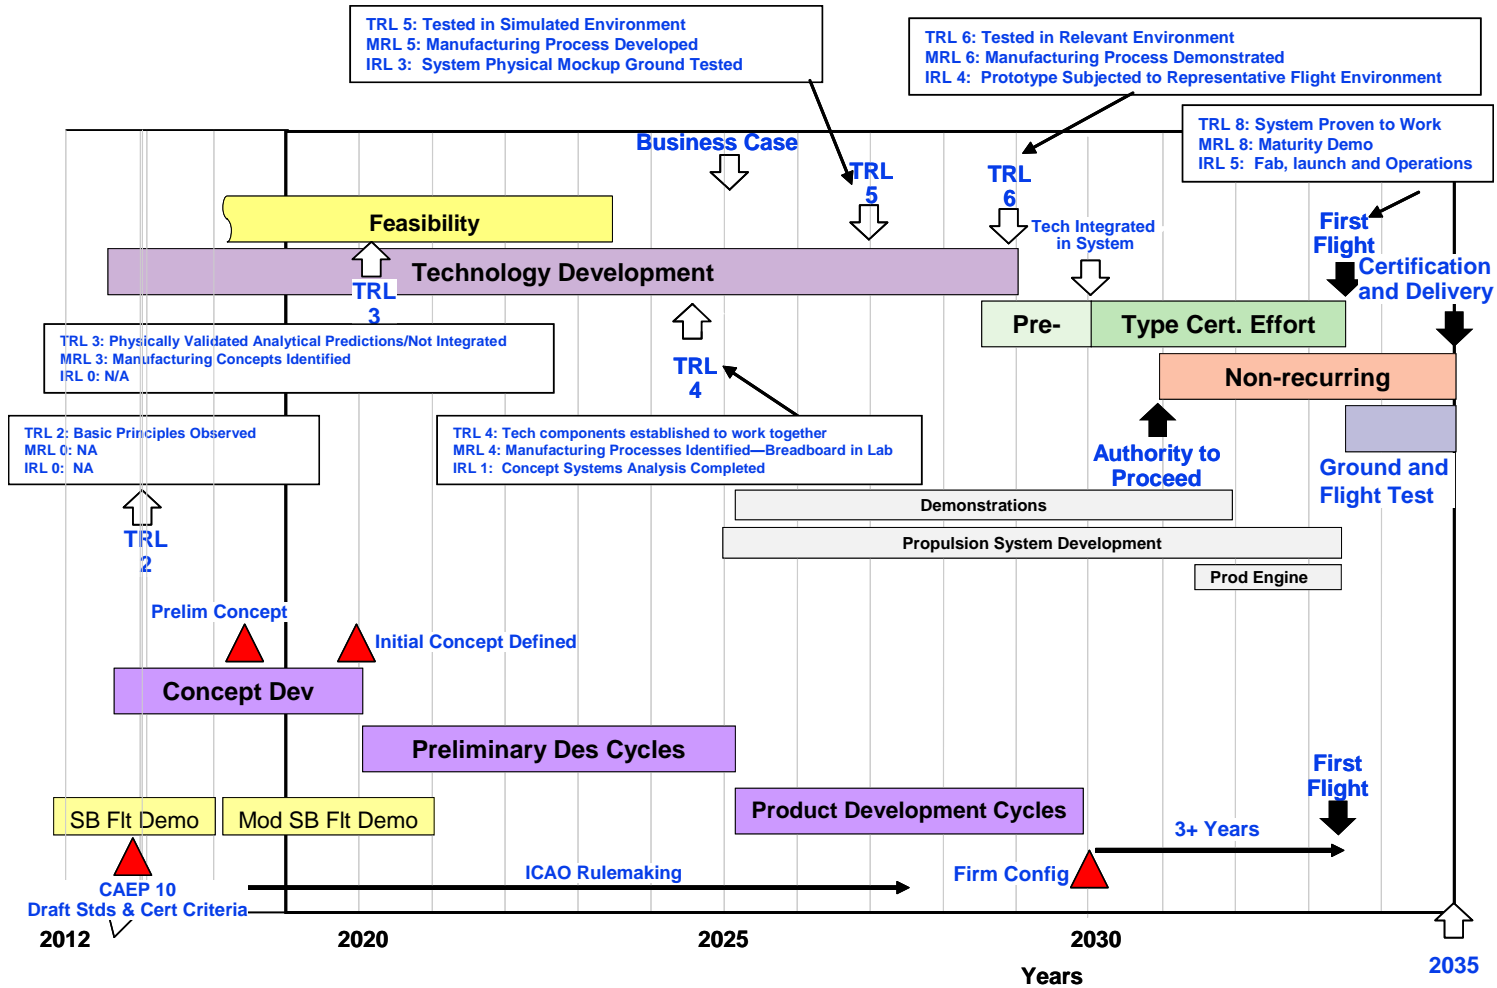 TRL 5: Tested in Simulated Environment
MRL 5: Manufacturing Process Developed
IRL 3: System Physical Mockup Ground Tested
TRL 6: Tested in Relevant Environment
MRL 6: Manufacturing Process Demonstrated
IRL 4: Prototype Subjected to Representative Flight Environment
TRL 8: System Proven to Work
MRL 8: Maturity Demo
IRL 5: Fab, launch and Operations
Business Case
TRL
5
TRL
6
Tech Integrated
in System
First
Flight
Certification
and Delivery
Feasibility
Technology Development
TRL
3
Pre-
Type Cert. Effort
TRL 3: Physically Validated Analytical Predictions/Not Integrated
MRL 3: Manufacturing Concepts Identified
IRL 0: N/A
TRL
4
Non-recurring
TRL 2: Basic Principles Observed
MRL 0: NA
IRL 0: NA
TRL 4: Tech components established to work together
MRL 4: Manufacturing Processes Identified—Breadboard in Lab
IRL 1: Concept Systems Analysis Completed
Authority to
Proceed
Ground and
Flight Test
Demonstrations
TRL
2
Propulsion System Development
Prod Engine
Prelim Concept
Initial Concept Defined
Concept Dev
Preliminary Des Cycles
First
Flight
Product Development Cycles
SB Flt Demo
Mod SB Flt Demo
3+ Years
ICAO Rulemaking
Firm Config
CAEP 10
Draft Stds & Cert Criteria
2012
2020
2025
2030
2035
Years